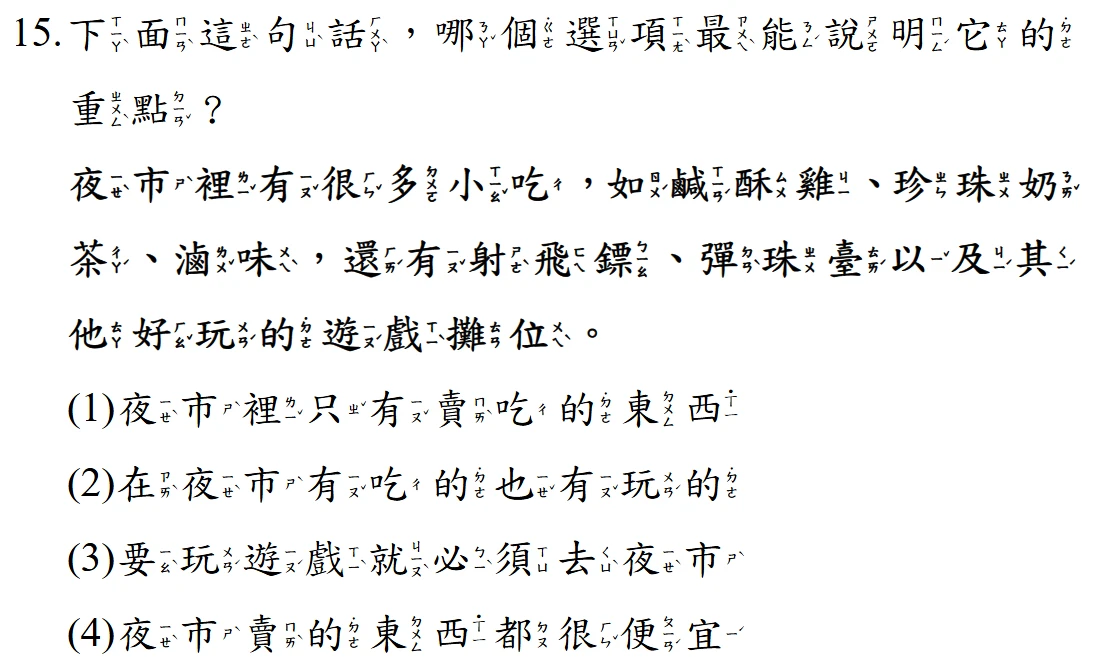 15.下面這句話，哪個選項最能說明它的
重點？
夜市裡有很多小吃，如鹹酥雞、珍珠奶
茶、滷味，還有射飛鏢、彈珠臺以及其
他好玩的遊戲攤位。
(1)夜市裡只有賣吃的東西
(2)在夜市有吃的也有玩的
(3)要玩遊戲就必須去夜市
(4)夜市賣的東西都很便宜